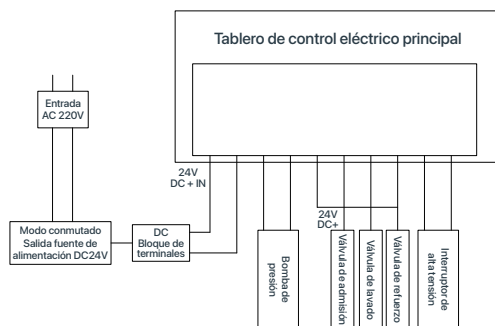 Tablero de control eléctrico principal
Entrada
AC 220V
24V
DC + IN
24V
DC+
Modo conmutado
Salida fuente de
alimentación DC24V
DC
Bloque de
terminales
Bomba de
presión
Válvula de admisión
Válvula de lavado
Válvula de refuerzo
Interruptor de
alta tensión